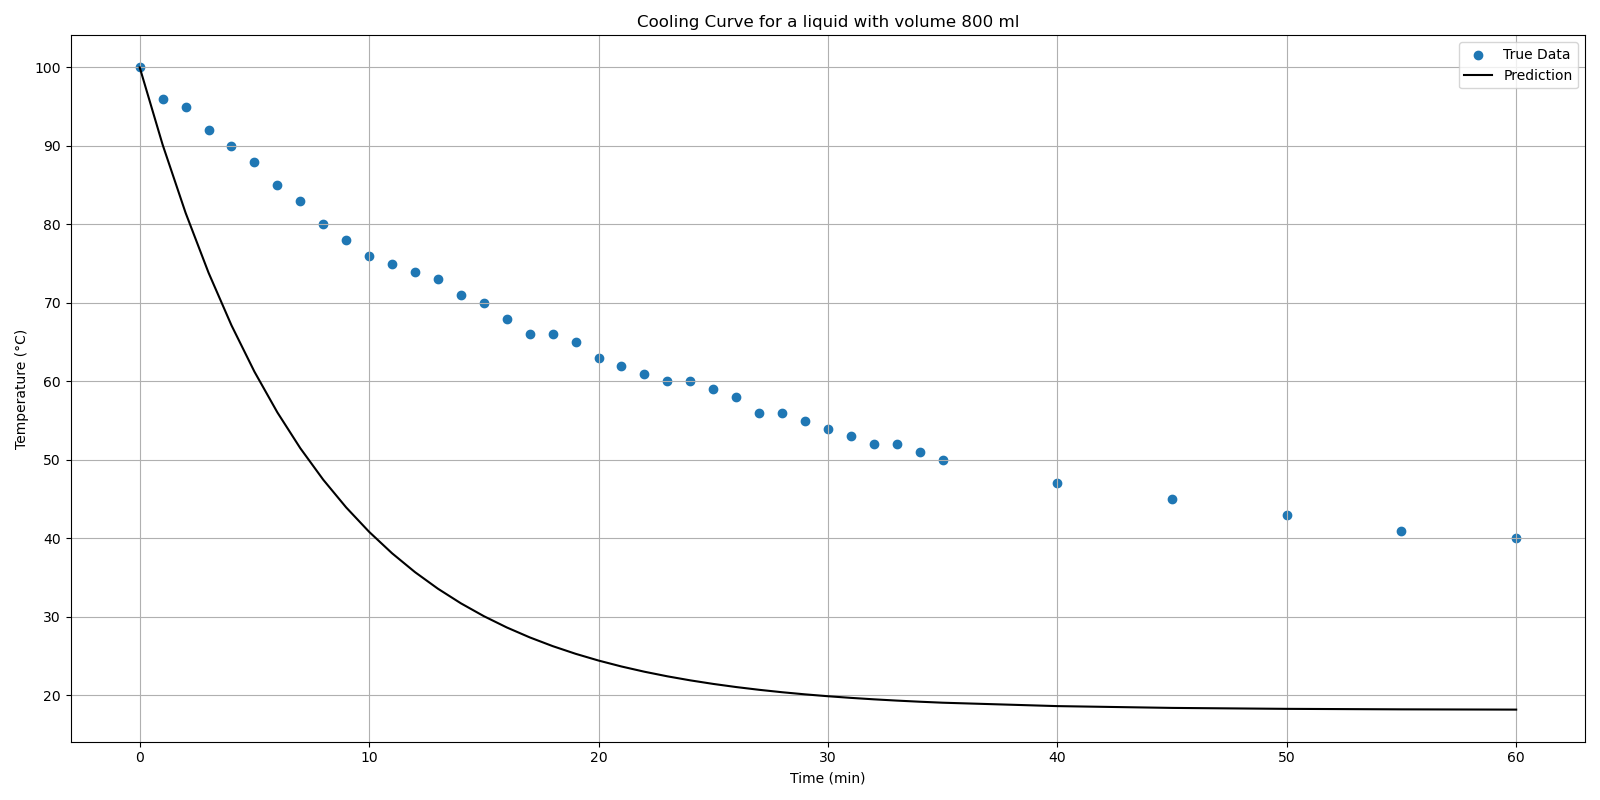 Cooling Curve for a liquid with volume 800 ml
True Data
Prediction
Temperature (°C)
100
90
80
70
60
50
40
30
20
0 10 20 30 40 50 60
Time (min)